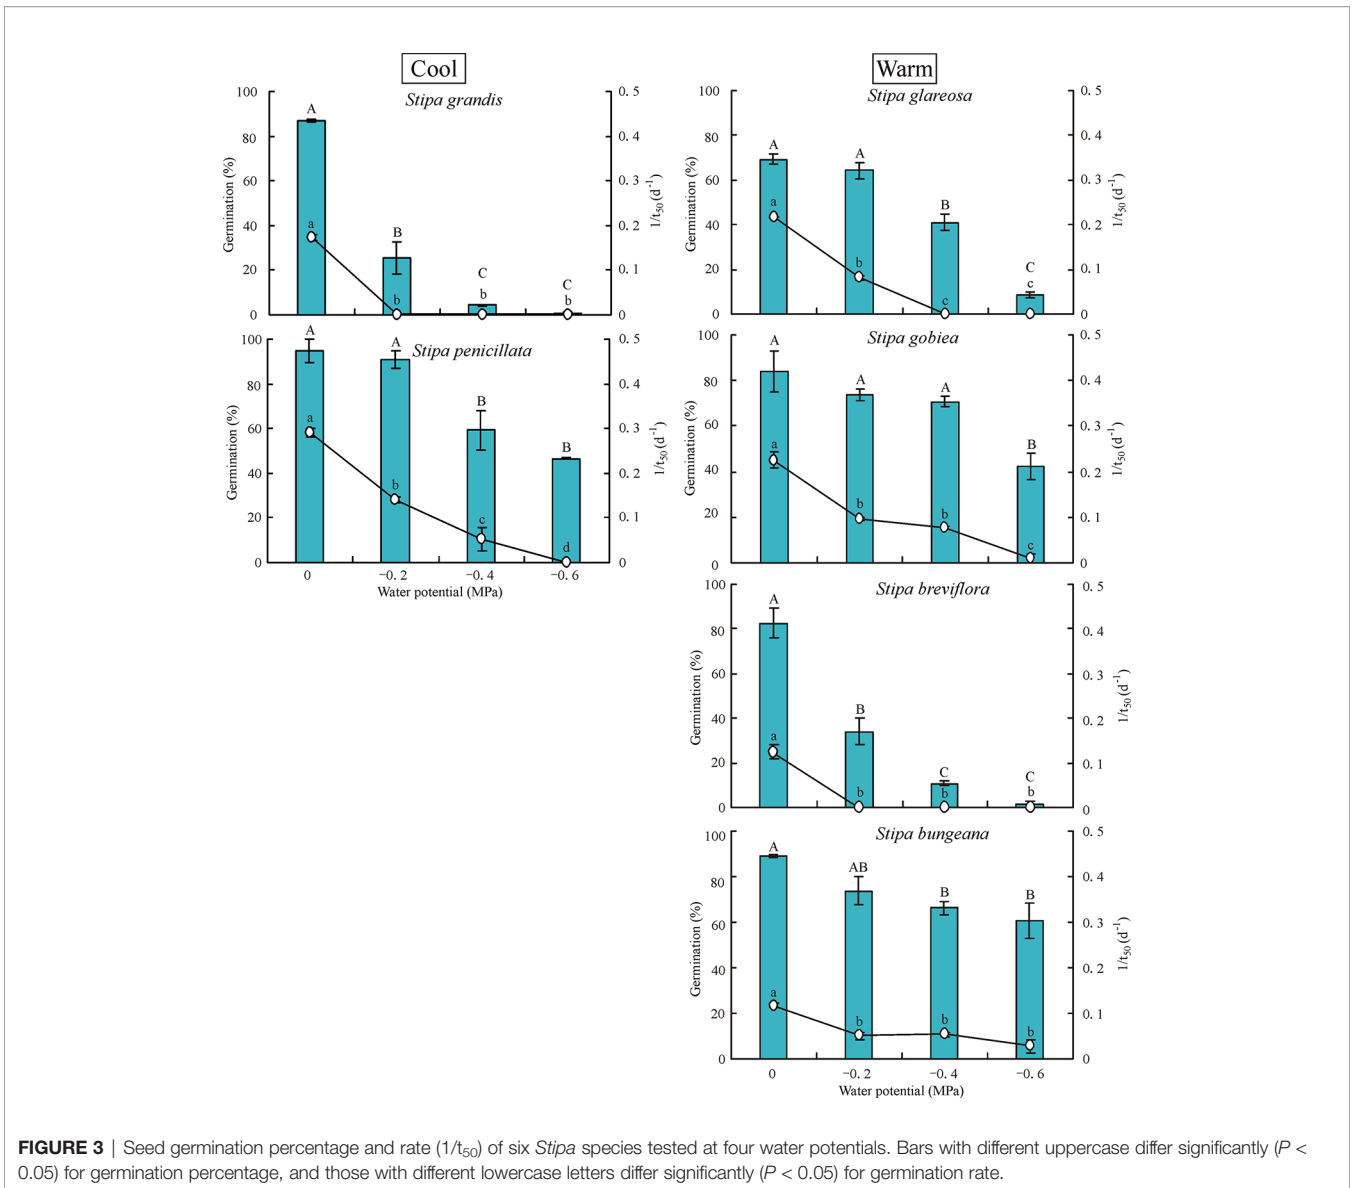 Cool
Stipa grandis
100
80
60
40
20
0
Germination (%)
0.5
0.4
0.3
0.2
0.1
0
1/t50 (d-1)
A
B
C
C
a
b
b
b
Stipa penicillata
100
80
60
40
20
0
Germination (%)
0.5
0.4
0.3
0.2
0.1
0
1/t50 (d-1)
A
A
B
B
a
b
c
d
0
−0.2
−0.4
−0.6
Water potential (MPa)
Warm
Stipa glareosa
100
80
60
40
20
0
Germination (%)
0.5
0.4
0.3
0.2
0.1
0
1/t50 (d-1)
A
A
B
C
a
b
c
c
Stipa gobiea
100
80
60
40
20
0
Germination (%)
0.5
0.4
0.3
0.2
0.1
0
1/t50 (d-1)
A
A
A
B
a
b
b
c
Stipa breviflora
100
80
60
40
20
0
Germination (%)
0.5
0.4
0.3
0.2
0.1
0
1/t50 (d-1)
A
B
C
C
a
b
b
b
Stipa bungeana
100
80
60
40
20
0
Germination (%)
0.5
0.4
0.3
0.2
0.1
0
1/t50 (d-1)
A
AB
B
B
a
b
b
b
0
−0.2
−0.4
−0.6
Water potential (MPa)
FIGURE 3 | Seed germination percentage and rate (1/t50) of six Stipa species tested at four water potentials. Bars with different uppercase differ significantly (P <
0.05) for germination percentage, and those with different lowercase letters differ significantly (P < 0.05) for germination rate.